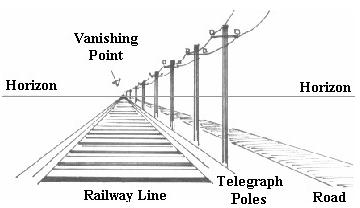 Vanishing
Point
Horizon
Horizon
Railway Line
Telegraph
Poles
Road